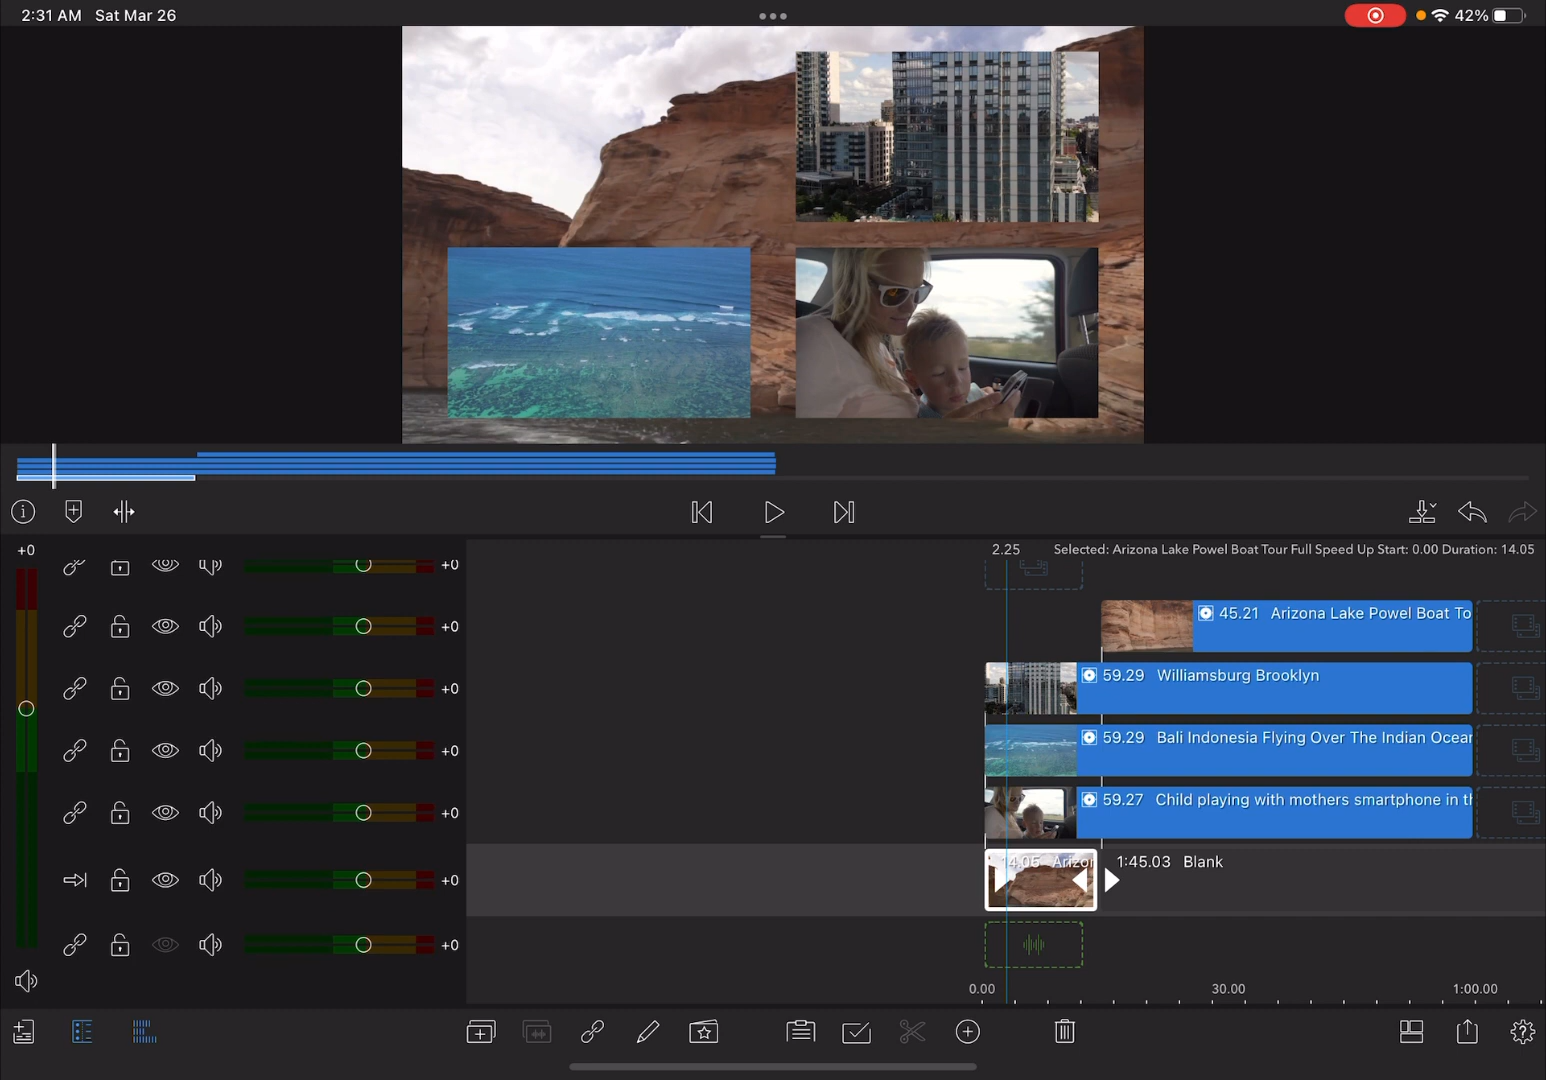 2:31 AM Sat Mar 26
42%
+0
2.25 Selected: Arizona Lake Powel Boat Tour Full Speed Up Start: 0.00 Duration: 14.05
+0
+0 45.21 Arizona Lake Powel Boat To
+0 59.29 Williamsburg Brooklyn
+0 59.29 Bali Indonesia Flying Over The Indian Ocear
+0 59.27 Child playing with mothers smartphone in th
+0 14.05 Arizon 1:45.03 Blank
+0
0.00 30.00 1:00.00